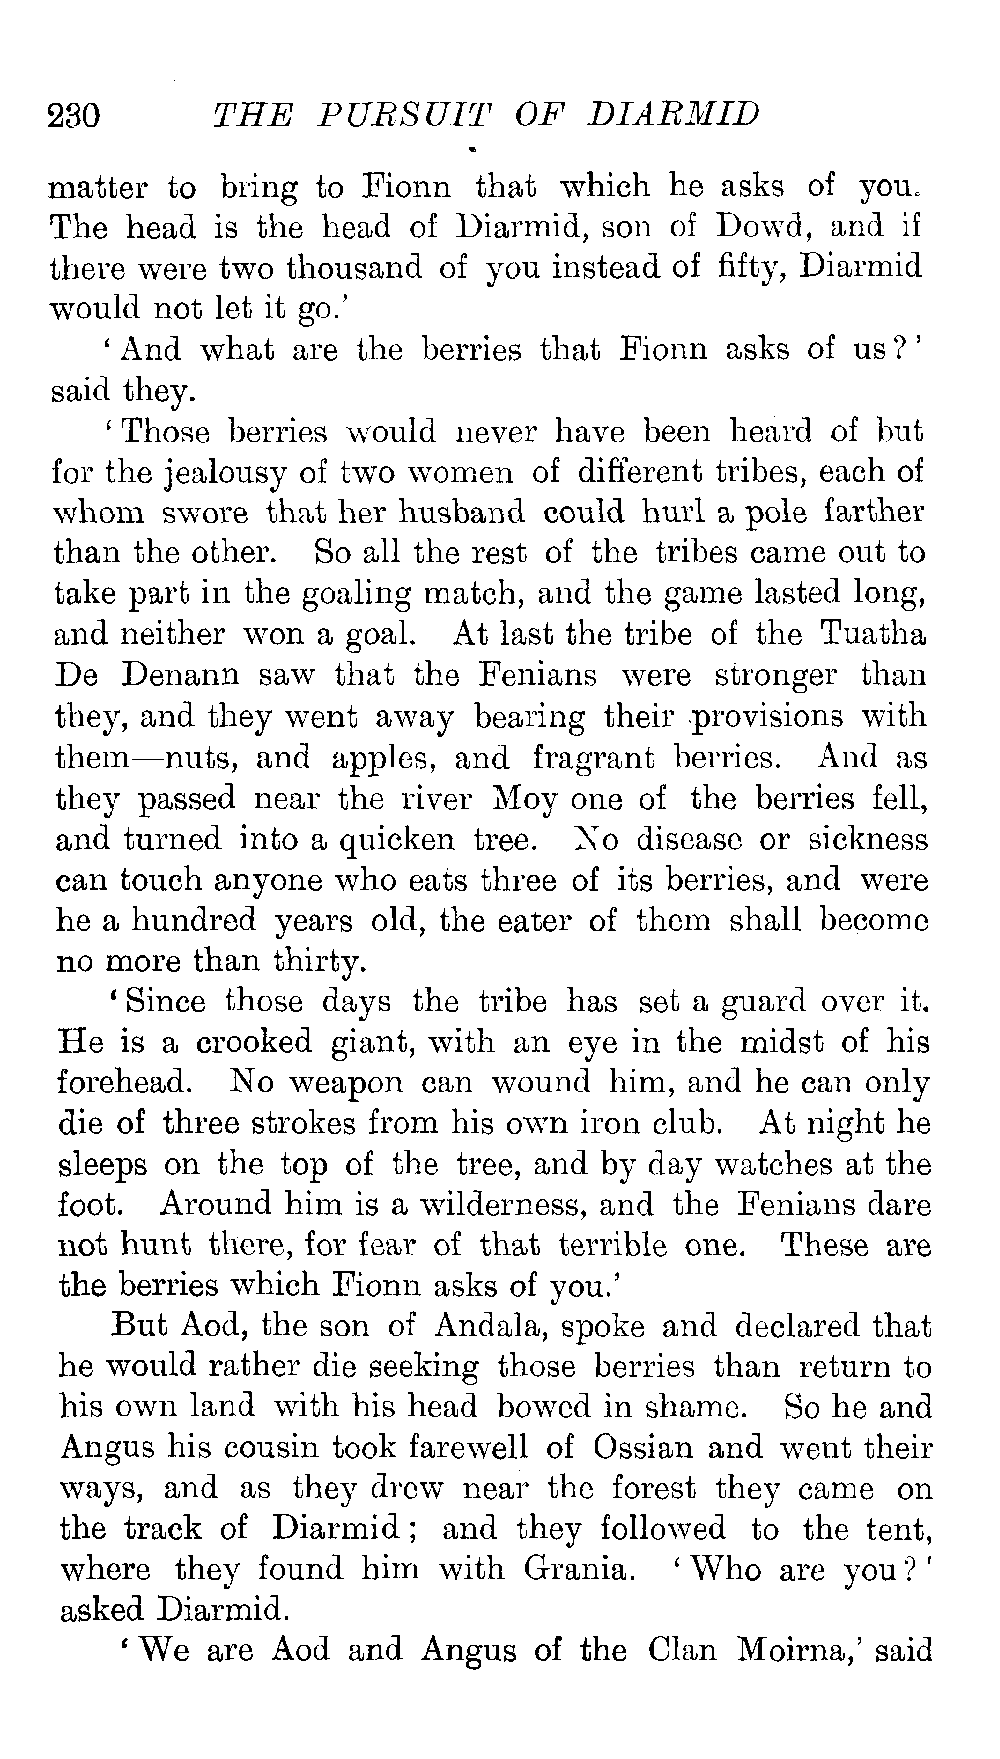 230 THE PURSUIT OF DIARMID
matter to bring to Fionn that which he asks of you.
The head is the head of Diarmid, son of Dowd, and if
there were two thousand of you instead of fifty, Diarmid
would not let it go.'
‘And what are the berries that Fionn asks of us?’
said they.
‘Those berries would never have been heard of but
for the jealousy of two women of different tribes, each of
whom swore that her husband could hurl a pole farther
than the other. So all the rest of the tribes came out to
take part in the goaling match, and the game lasted long,
and neither won a goal. At last the tribe of the Tuatha
De Denann saw that the Fenians were stronger than
they, and they went away bearing their provisions with
them—nuts, and apples, and fragrant berries. And as
they passed near the river Moy one of the berries fell,
and turned into a quicken tree. No disease or sickness
can touch anyone who eats three of its berries, and were
he a hundred years old, the eater of them shall become
no more than thirty.
‘Since those days the tribe has set a guard over it.
He is a crooked giant, with an eye in the midst of his
forehead. No weapon can wound him, and he can only
die of three strokes from his own iron club. At night he
sleeps on the top of the tree, and by day watches at the
foot. Around him is a wilderness, and the Fenians dare
not hunt there, for fear of that terrible one. These are
the berries which Fionn asks of you.’
But Aod, the son of Andala, spoke and declared that
he would rather die seeking those berries than return to
his own land with his head bowed in shame. So he and
Angus his cousin took farewell of Ossian and went their
ways, and as they drew near the forest they came on
the track of Diarmid; and they followed to the tent,
where they found him with Grania. ‘Who are you?’
asked Diarmid.
‘We are Aod and Angus of the Clan Moirna,’ said